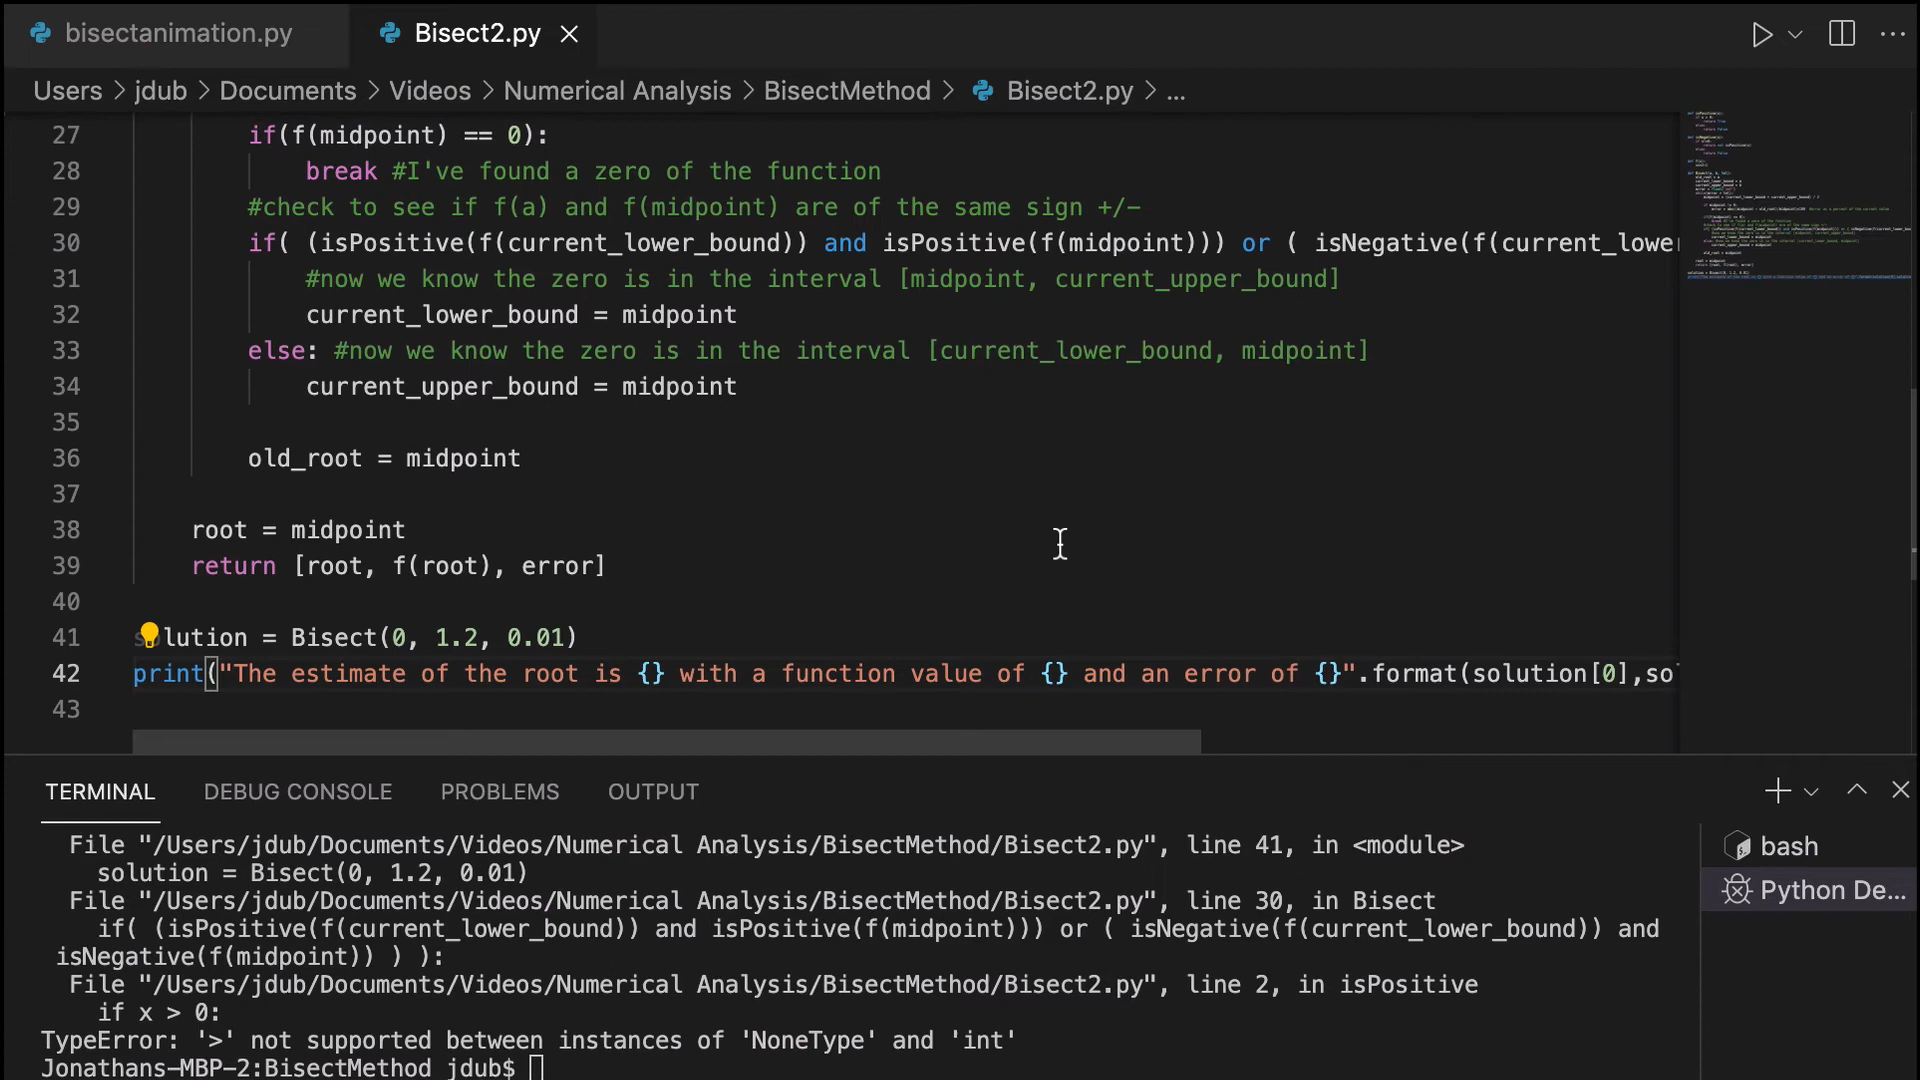 bisectanimation.py
Bisect2.py
Users > jdub > Documents > Videos > Numerical Analysis > BisectMethod > Bisect2.py > ...
27 if(f(midpoint) == 0):
28 break #I've found a zero of the function
29 #check to see if f(a) and f(midpoint) are of the same sign +/-
30 if( (isPositive(f(current_lower_bound)) and isPositive(f(midpoint))) or ( isNegative(f(current_lowe
31 #now we know the zero is in the interval [midpoint, current_upper_bound]
32 current_lower_bound = midpoint
33 else: #now we know the zero is in the interval [current_lower_bound, midpoint]
34 current_upper_bound = midpoint
35
36 old_root = midpoint
37
38 root = midpoint
39 return [root, f(root), error]
40
41 solution = Bisect(0, 1.2, 0.01)
42 print("The estimate of the root is {} with a function value of {} and an error of {}".format(solution[0],so
43
TERMINAL DEBUG CONSOLE PROBLEMS OUTPUT
File "/Users/jdub/Documents/Videos/Numerical Analysis/BisectMethod/Bisect2.py", line 41, in <module>
solution = Bisect(0, 1.2, 0.01)
File "/Users/jdub/Documents/Videos/Numerical Analysis/BisectMethod/Bisect2.py", line 30, in Bisect
if( (isPositive(f(current_lower_bound)) and isPositive(f(midpoint))) or ( isNegative(f(current_lower_bound)) and
isNegative(f(midpoint)) ) ):
File "/Users/jdub/Documents/Videos/Numerical Analysis/BisectMethod/Bisect2.py", line 2, in isPositive
if x > 0:
TypeError: '>' not supported between instances of 'NoneType' and 'int'
Jonathans-MBP-2:BisectMethod jdub$
bash
Python De...